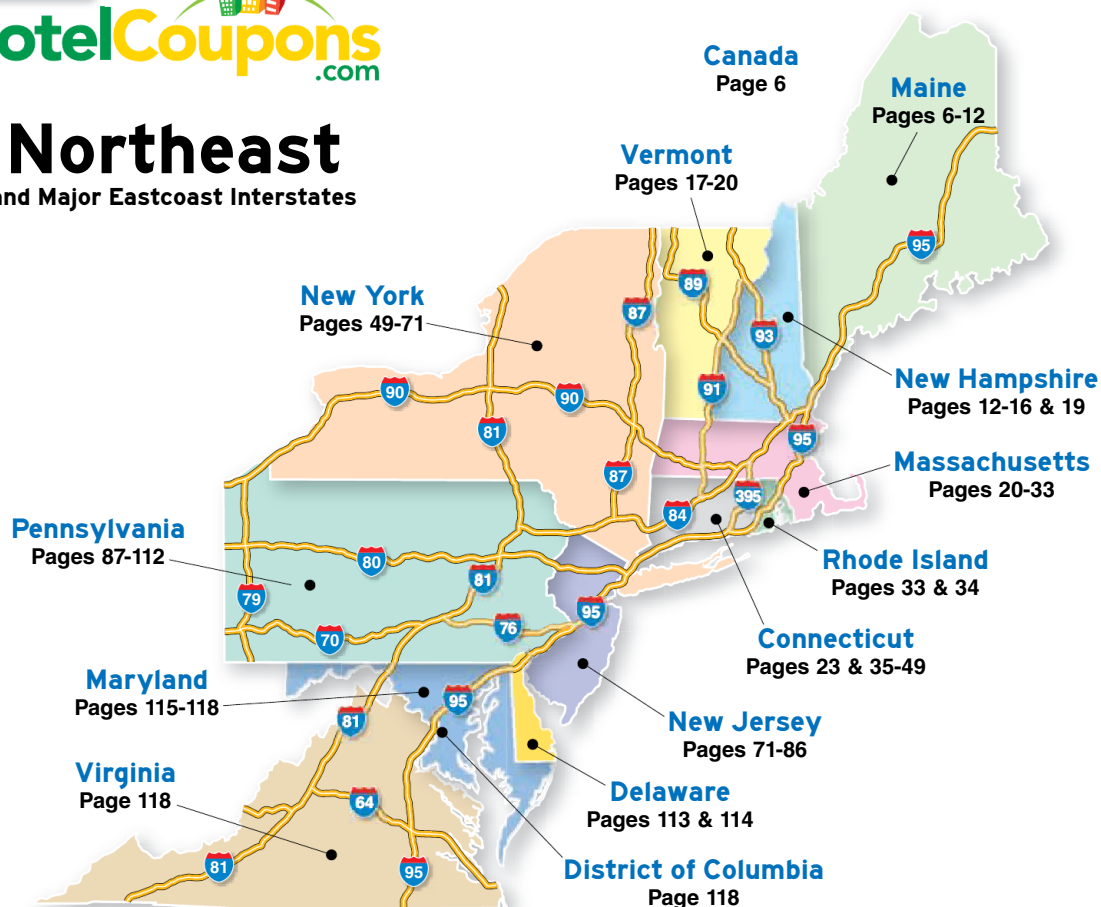 otelCoupons
.com
Northeast
and Major Eastcoast Interstates
Canada
Page 6
Maine
Pages 6-12
Vermont
Pages 17-20
New York
Pages 49-71
New Hampshire
Pages 12-16 & 19
Massachusetts
Pages 20-33
Rhode Island
Pages 33 & 34
Connecticut
Pages 23 & 35-49
Pennsylvania
Pages 87-112
New Jersey
Pages 71-86
Maryland
Pages 115-118
Delaware
Pages 113 & 114
Virginia
Page 118
District of Columbia
Page 118
95
89
87
93
91
90
90
81
95
87
395
84
80
81
79
95
76
70
95
81
64
81
95